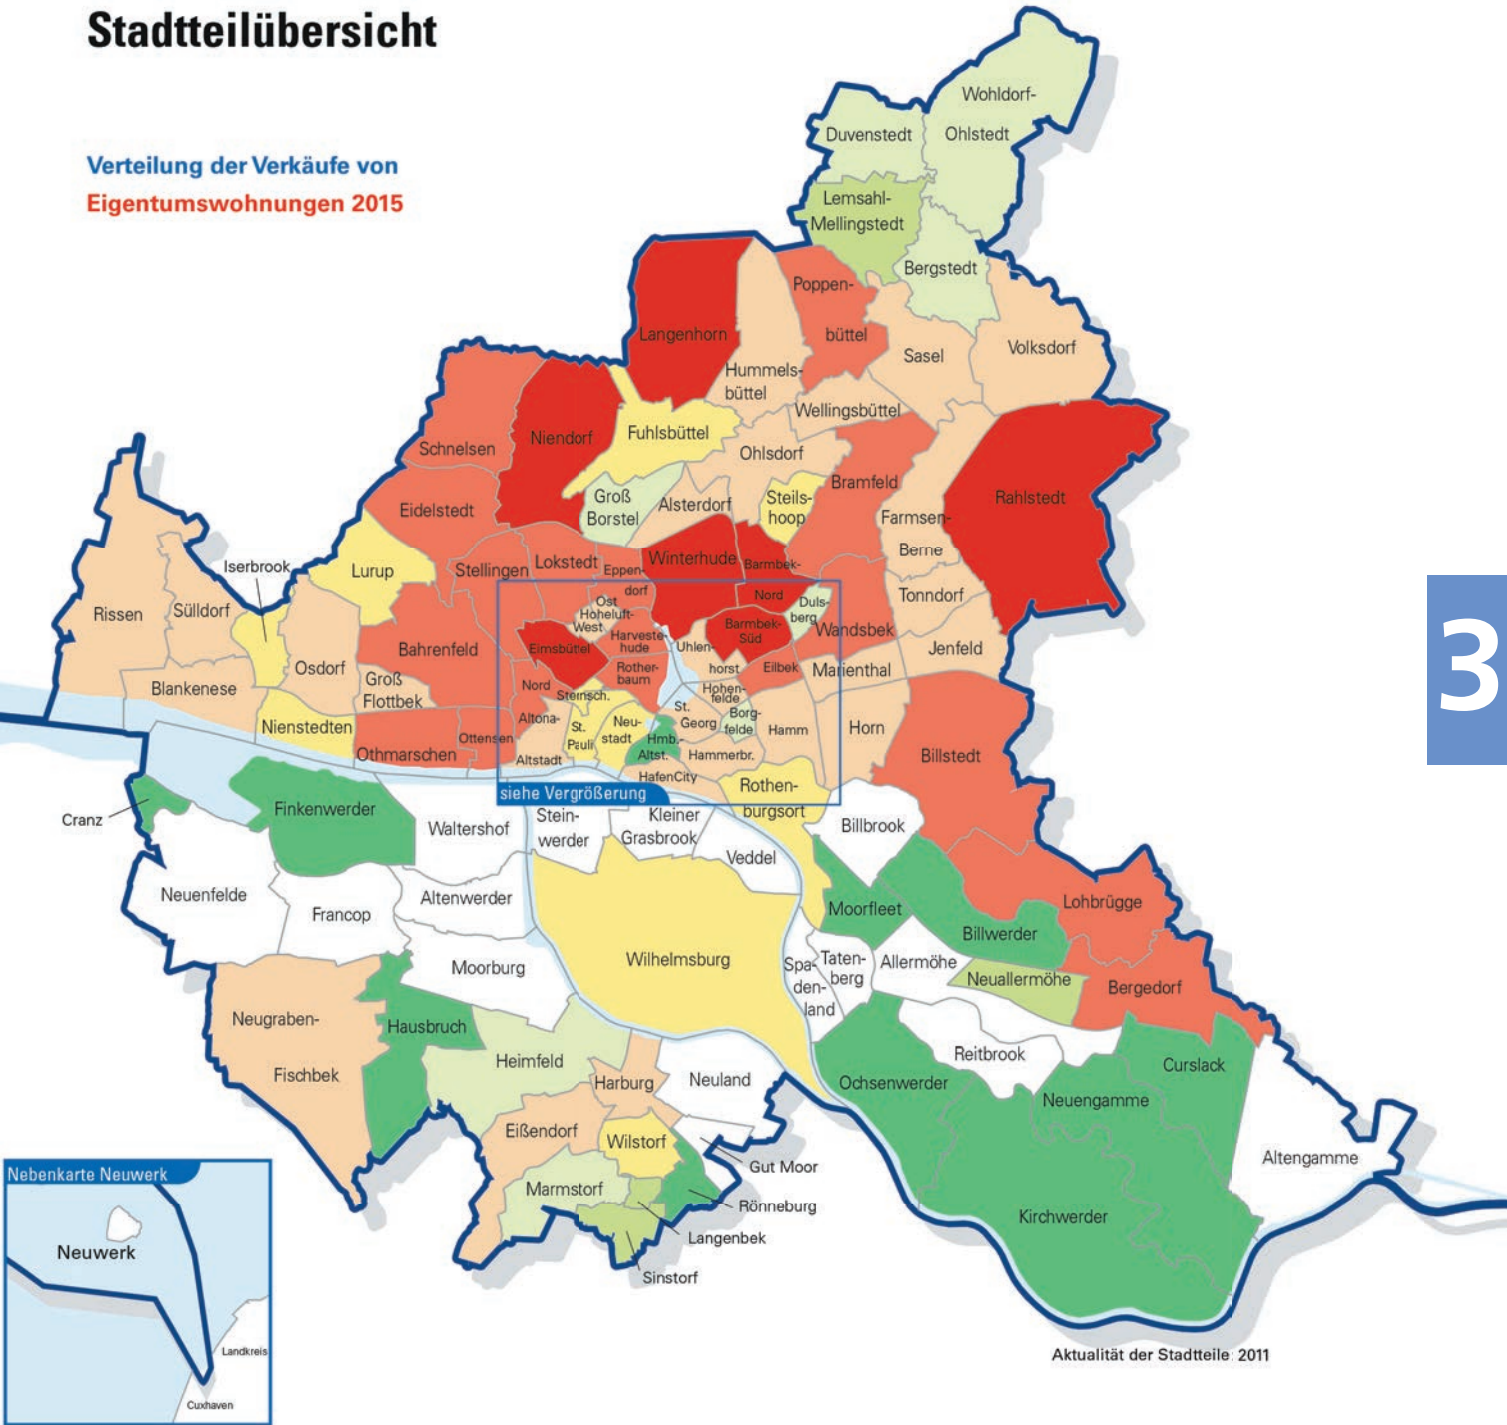 Stadtteilübersicht
Verteilung der Verkäufe von
Eigentumswohnungen 2015
Wohldorf-
Ohlstedt
Duvenstedt
Lemsahl-
Mellingstedt
Bergstedt
Poppen-
büttel
Langenhorn
Hummels-
büttel
Sasel
Volksdorf
Wellingsbüttel
Schnelsen
Niendorf
Fuhlsbüttel
Ohlsdorf
Bramfeld
Rahlstedt
Eidelstedt
Groß
Borstel
Alsterdorf
Steils-
hoop
Farmsen-
Berne
Iserbrook
Lurup
Stellingen
Lokstedt
Eppen-
dorf
Winterhude
Barmbek-
Nord
Duls-
berg
Tonndorf
Rissen
Sülldorf
Ost
Hoheluft-
West
Harveste-
hude
Barmbek-
Süd
Wandsbek
Bahrenfeld
Eimsbüttel
Uhlen-
horst
Jenfeld
Osdorf
Groß
Flottbek
Rother-
baum
Eilbek
Marienthal
Blankenese
Nord
Sternsch.
Hohen-
felde
Nienstedten
Altona-
Altstadt
St.
Pauli
Neu-
stadt
St.
Georg
Borg-
felde
Hamm
Horn
Othmarschen
Ottensen
Hmb.-
Altst.
Hammerbr.
Billstedt
HafenCity
siehe Vergrößerung
Rothen-
burgsort
3
Cranz
Finkenwerder
Waltershof
Stein-
werder
Kleiner
Grasbrook
Billbrook
Veddel
Neuenfelde
Francop
Altenwerder
Moorfleet
Lohbrügge
Billwerder
Moorburg
Wilhelmsburg
Spa-
den-
land
Taten-
berg
Allermöhe
Neuallermöhe
Bergedorf
Neugraben-
Fischbek
Hausbruch
Heimfeld
Harburg
Neuland
Reitbrook
Curslack
Ochsenwerder
Neuengamme
Eißendorf
Wilstorf
Gut Moor
Altengamme
Marmstorf
Rönneburg
Kirchwerder
Langenbek
Sinstorf
Nebenkarte Neuwerk
Neuwerk
Landkreis
Cuxhaven
Aktualität der Stadtteile: 2011